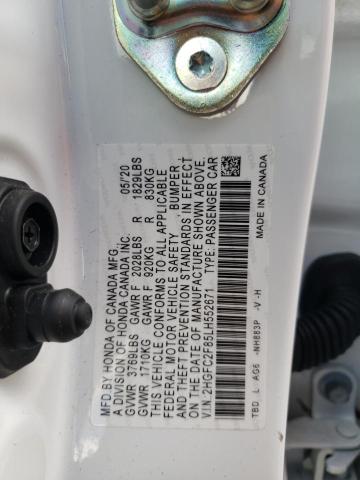 MFD. BY HONDA OF CANADA MFG. 05/'20
A DIVISION OF HONDA CANADA INC.
GVWR 3769LBS GAWR F 2028LBS R 1829LBS
GVWR 1710KG GAWR F 920KG R 830KG
THIS VEHICLE CONFORMS TO ALL APPLICABLE
FEDERAL MOTOR VEHICLE SAFETY, BUMPER,
AND THEFT PREVENTION STANDARDS IN EFFECT
ON THE DATE OF MANUFACTURE SHOWN ABOVE.
V.I.N. 2HGFC2F85LH552671 TYPE: PASSENGER CAR
TBD L AG6 -NH883P -V -H MADE IN CANADA